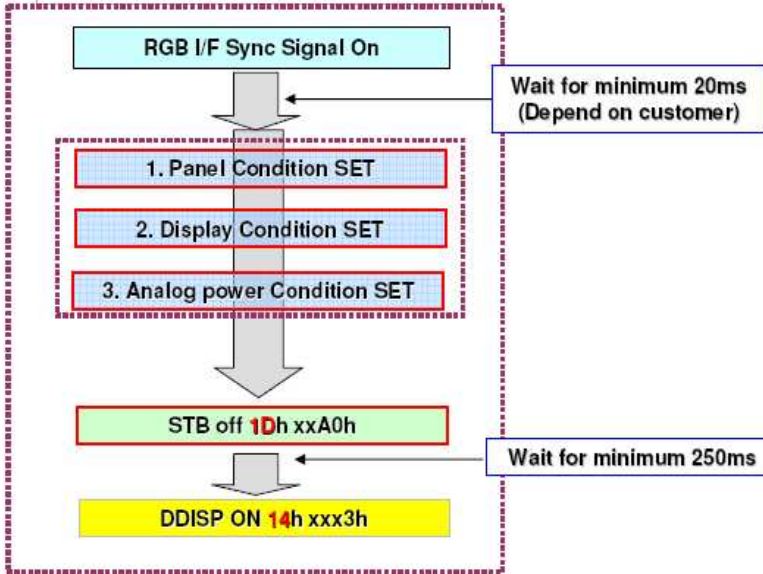 RGB I/F Sync Signal On
Wait for minimum 20ms
(Depend on customer)
1. Panel Condition SET
2. Display Condition SET
3. Analog power Condition SET
STB off 1Dh xxA0h
Wait for minimum 250ms
DDISP ON 14h xxx3h